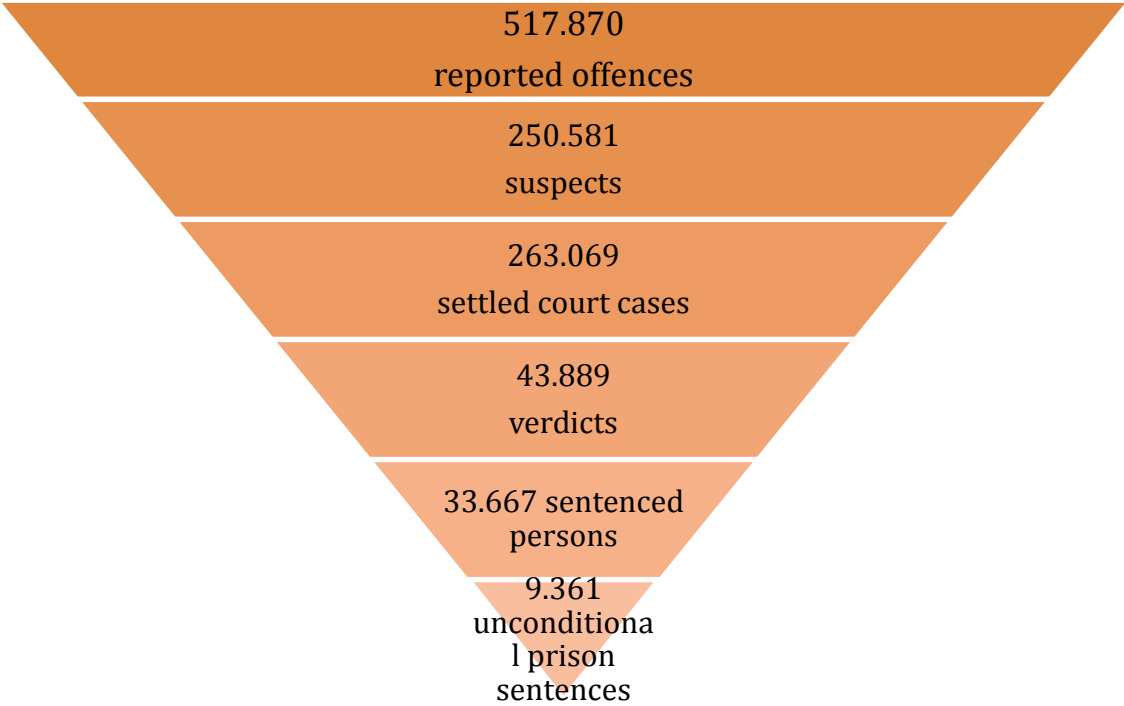 517.870
reported offences
250.581
suspects
263.069
settled court cases
43.889
verdicts
33.667 sentenced
persons
9.361
unconditiona
l prison
sentences